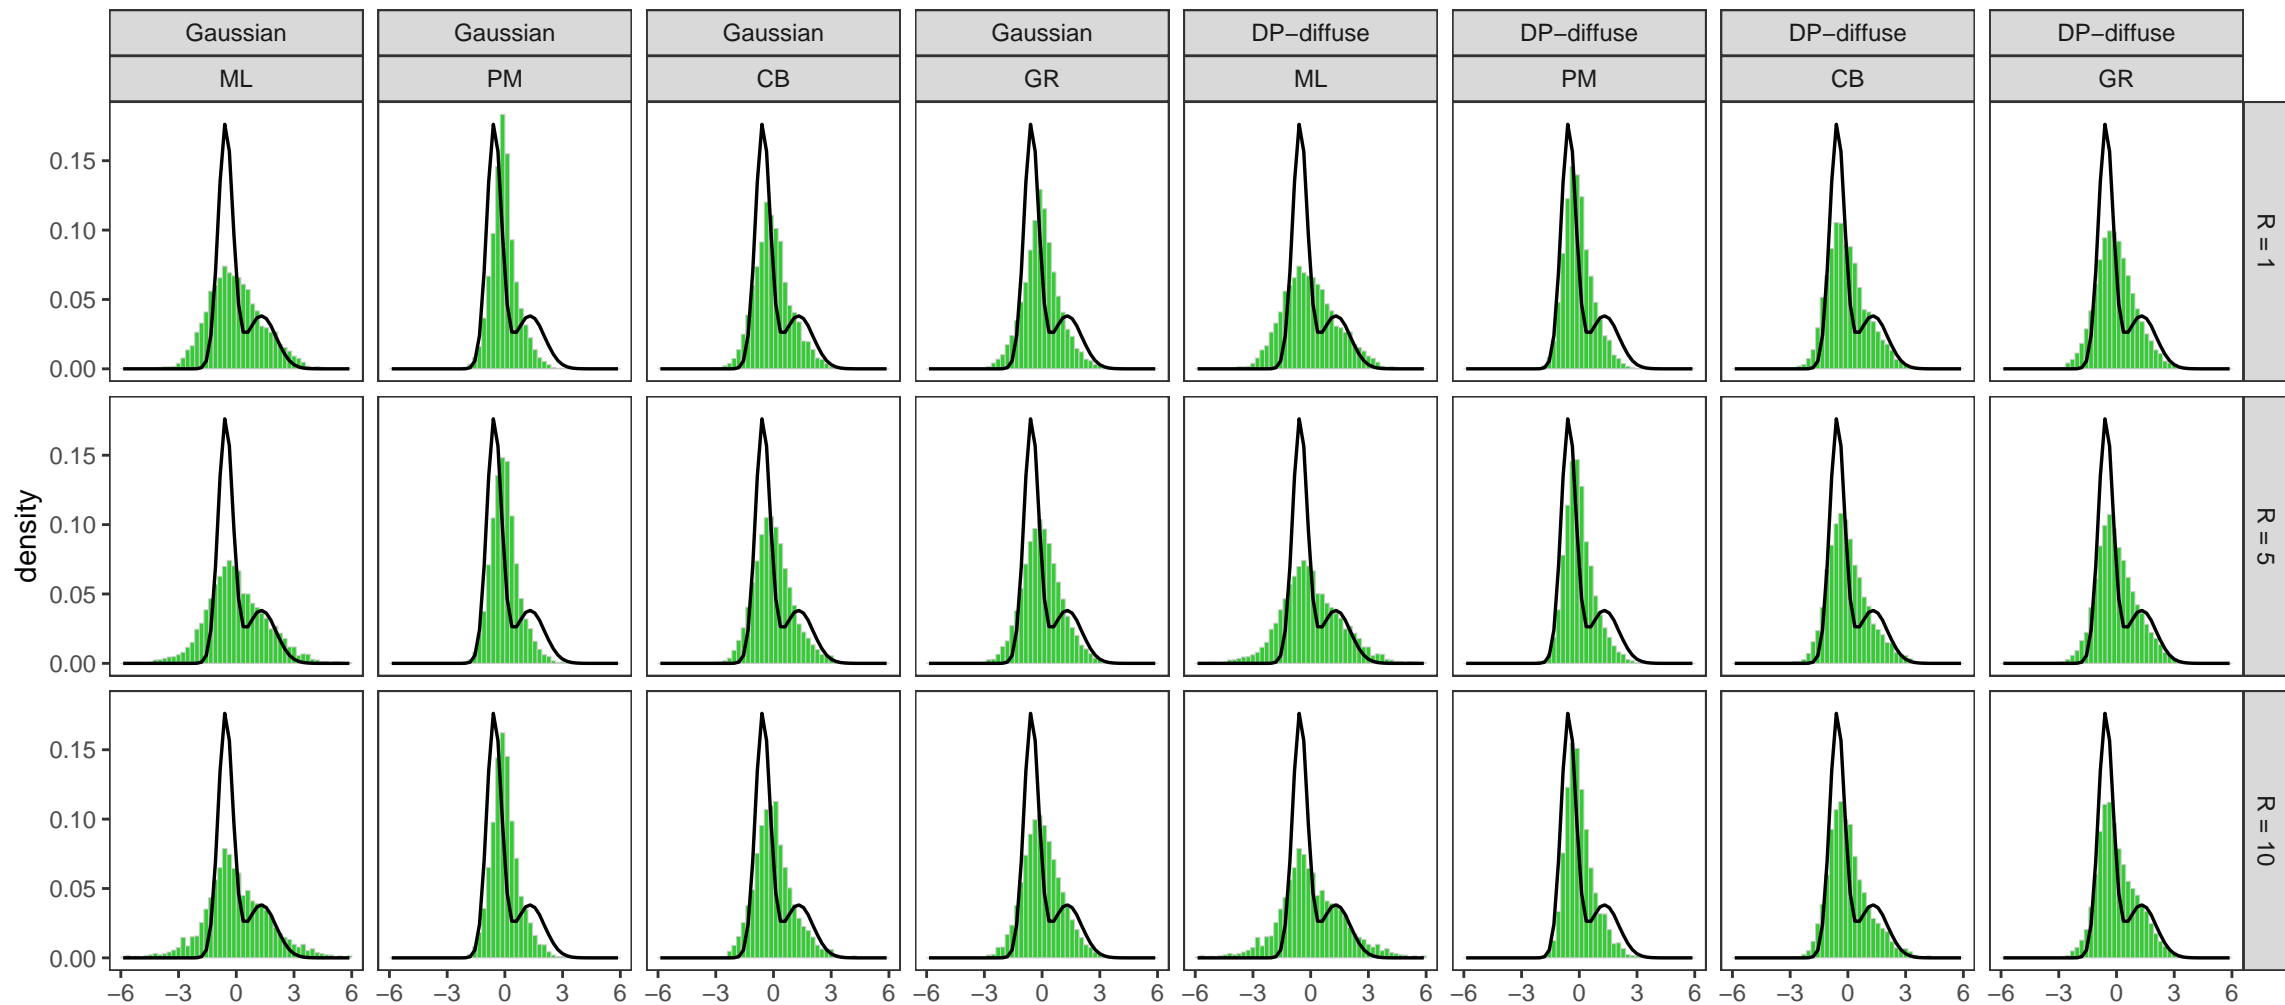 Gaussian Gaussian Gaussian Gaussian DP−diffuse DP−diffuse DP−diffuse DP−diffuse
ML PM CB GR ML PM CB GR
0.15
0.10
0.05
0.00
R = 1
0.15
0.10
0.05
0.00
R = 5
density
0.15
0.10
0.05
0.00
R = 10
−6 −3 0 3 6 −6 −3 0 3 6 −6 −3 0 3 6 −6 −3 0 3 6 −6 −3 0 3 6 −6 −3 0 3 6 −6 −3 0 3 6 −6 −3 0 3 6